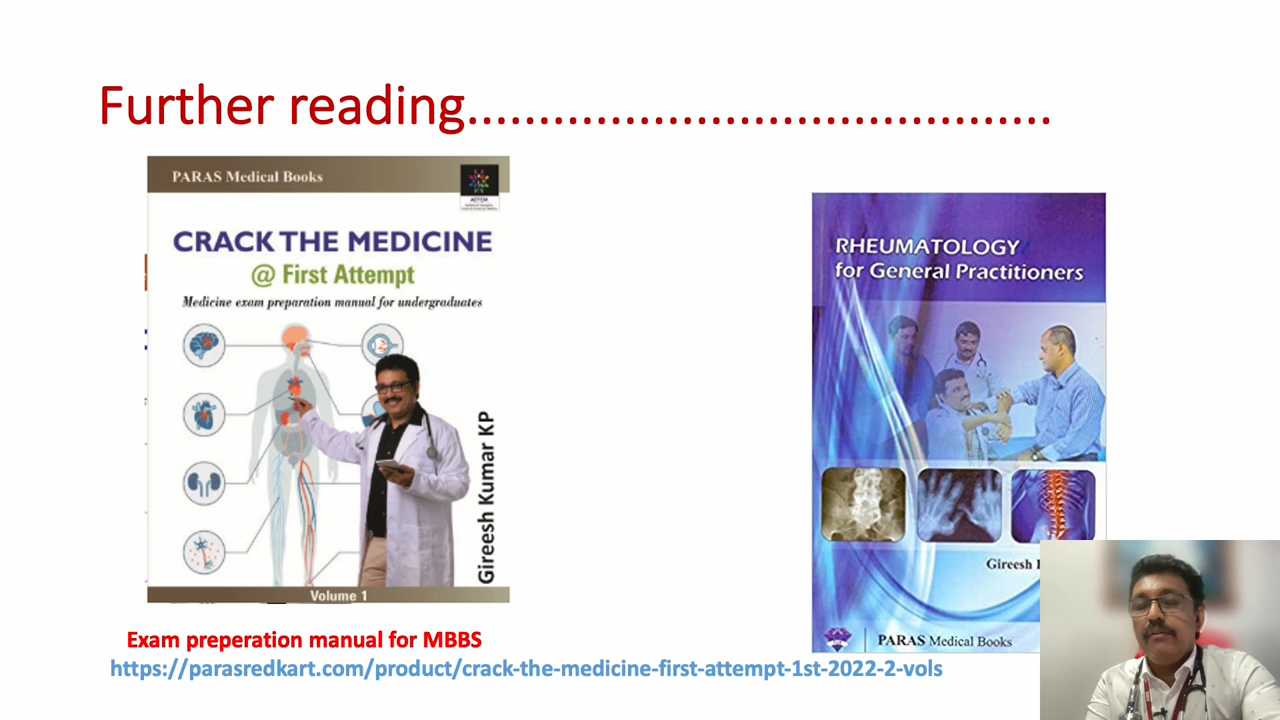 Further reading.........................................
PARAS Medical Books
CRACK THE MEDICINE
@ First Attempt
Medicine exam preparation manual for undergraduates
Gireesh Kumar KP
Volume 1
RHEUMATOLOGY
for General Practitioners
Gireesh
PARAS Medical Books
Exam preperation manual for MBBS
https://parasredkart.com/product/crack-the-medicine-first-attempt-1st-2022-2-vols